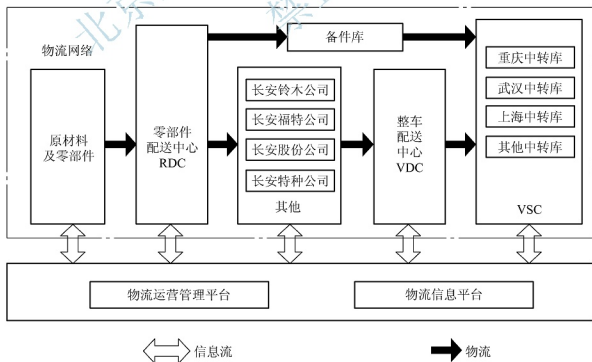 北京
禁
物流网络
备件库
原材料
及零部件
零部件
配送中心
RDC
长安铃木公司
长安福特公司
长安股份公司
长安特种公司
其他
整车
配送
中心
VDC
重庆中转库
武汉中转库
上海中转库
其他中转库
VSC
物流运营管理平台
物流信息平台
信息流
物流